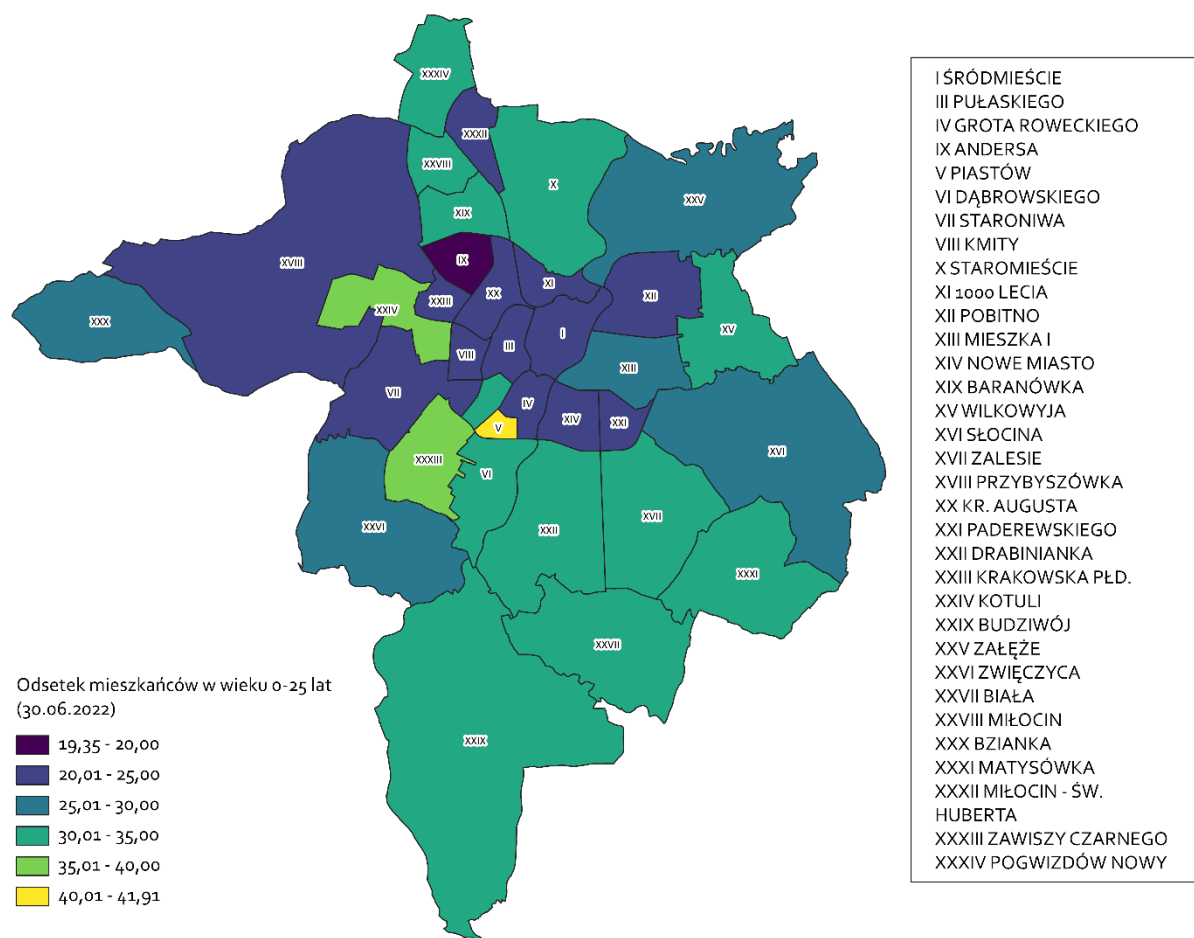 XXXIV
XXXII
XXVIII
X
XXV
XIX
IX
XVIII
XI
XX
XII
XXIII
XXIV
XXX
I
XV
III
VIII
XIII
VII
IV
XIV
XXI
V
XVI
XXXIII
VI
XXII
XVII
XXVI
XXXI
XXVII
XXIX
Odsetek mieszkańców w wieku 0-25 lat
(30.06.2022)
19,35 - 20,00
20,01 - 25,00
25,01 - 30,00
30,01 - 35,00
35,01 - 40,00
40,01 - 41,91
I ŚRÓDMIEŚCIE
III PUŁASKIEGO
IV GROTA ROWECKIEGO
IX ANDERSA
V PIASTÓW
VI DĄBROWSKIEGO
VII STARONIWA
VIII KMITY
X STAROMIEŚCIE
XI 1000 LECIA
XII POBITNO
XIII MIESZKA I
XIV NOWE MIASTO
XIX BARANÓWKA
XV WILKOWYJA
XVI SŁOCINA
XVII ZALESIE
XVIII PRZYBYSZÓWKA
XX KR. AUGUSTA
XXI PADEREWSKIEGO
XXII DRABINIANKA
XXIII KRAKOWSKA PŁD.
XXIV KOTULI
XXIX BUDZIWÓJ
XXV ZAŁĘŻE
XXVI ZWIĘCZYCA
XXVII BIAŁA
XXVIII MIŁOCIN
XXX BZIANKA
XXXI MATYSÓWKA
XXXII MIŁOCIN - ŚW.
HUBERTA
XXXIII ZAWISZY CZARNEGO
XXXIV POGWIZDÓW NOWY